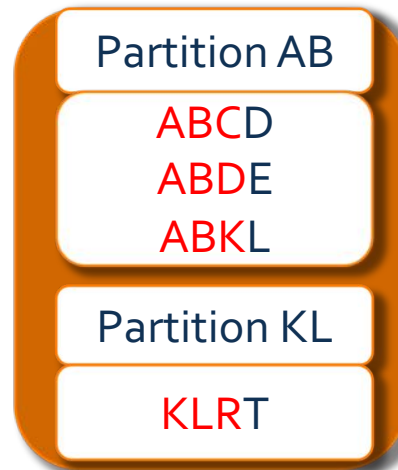 Partition AB
ABCD
ABDE
ABKL
Partition KL
KLRT